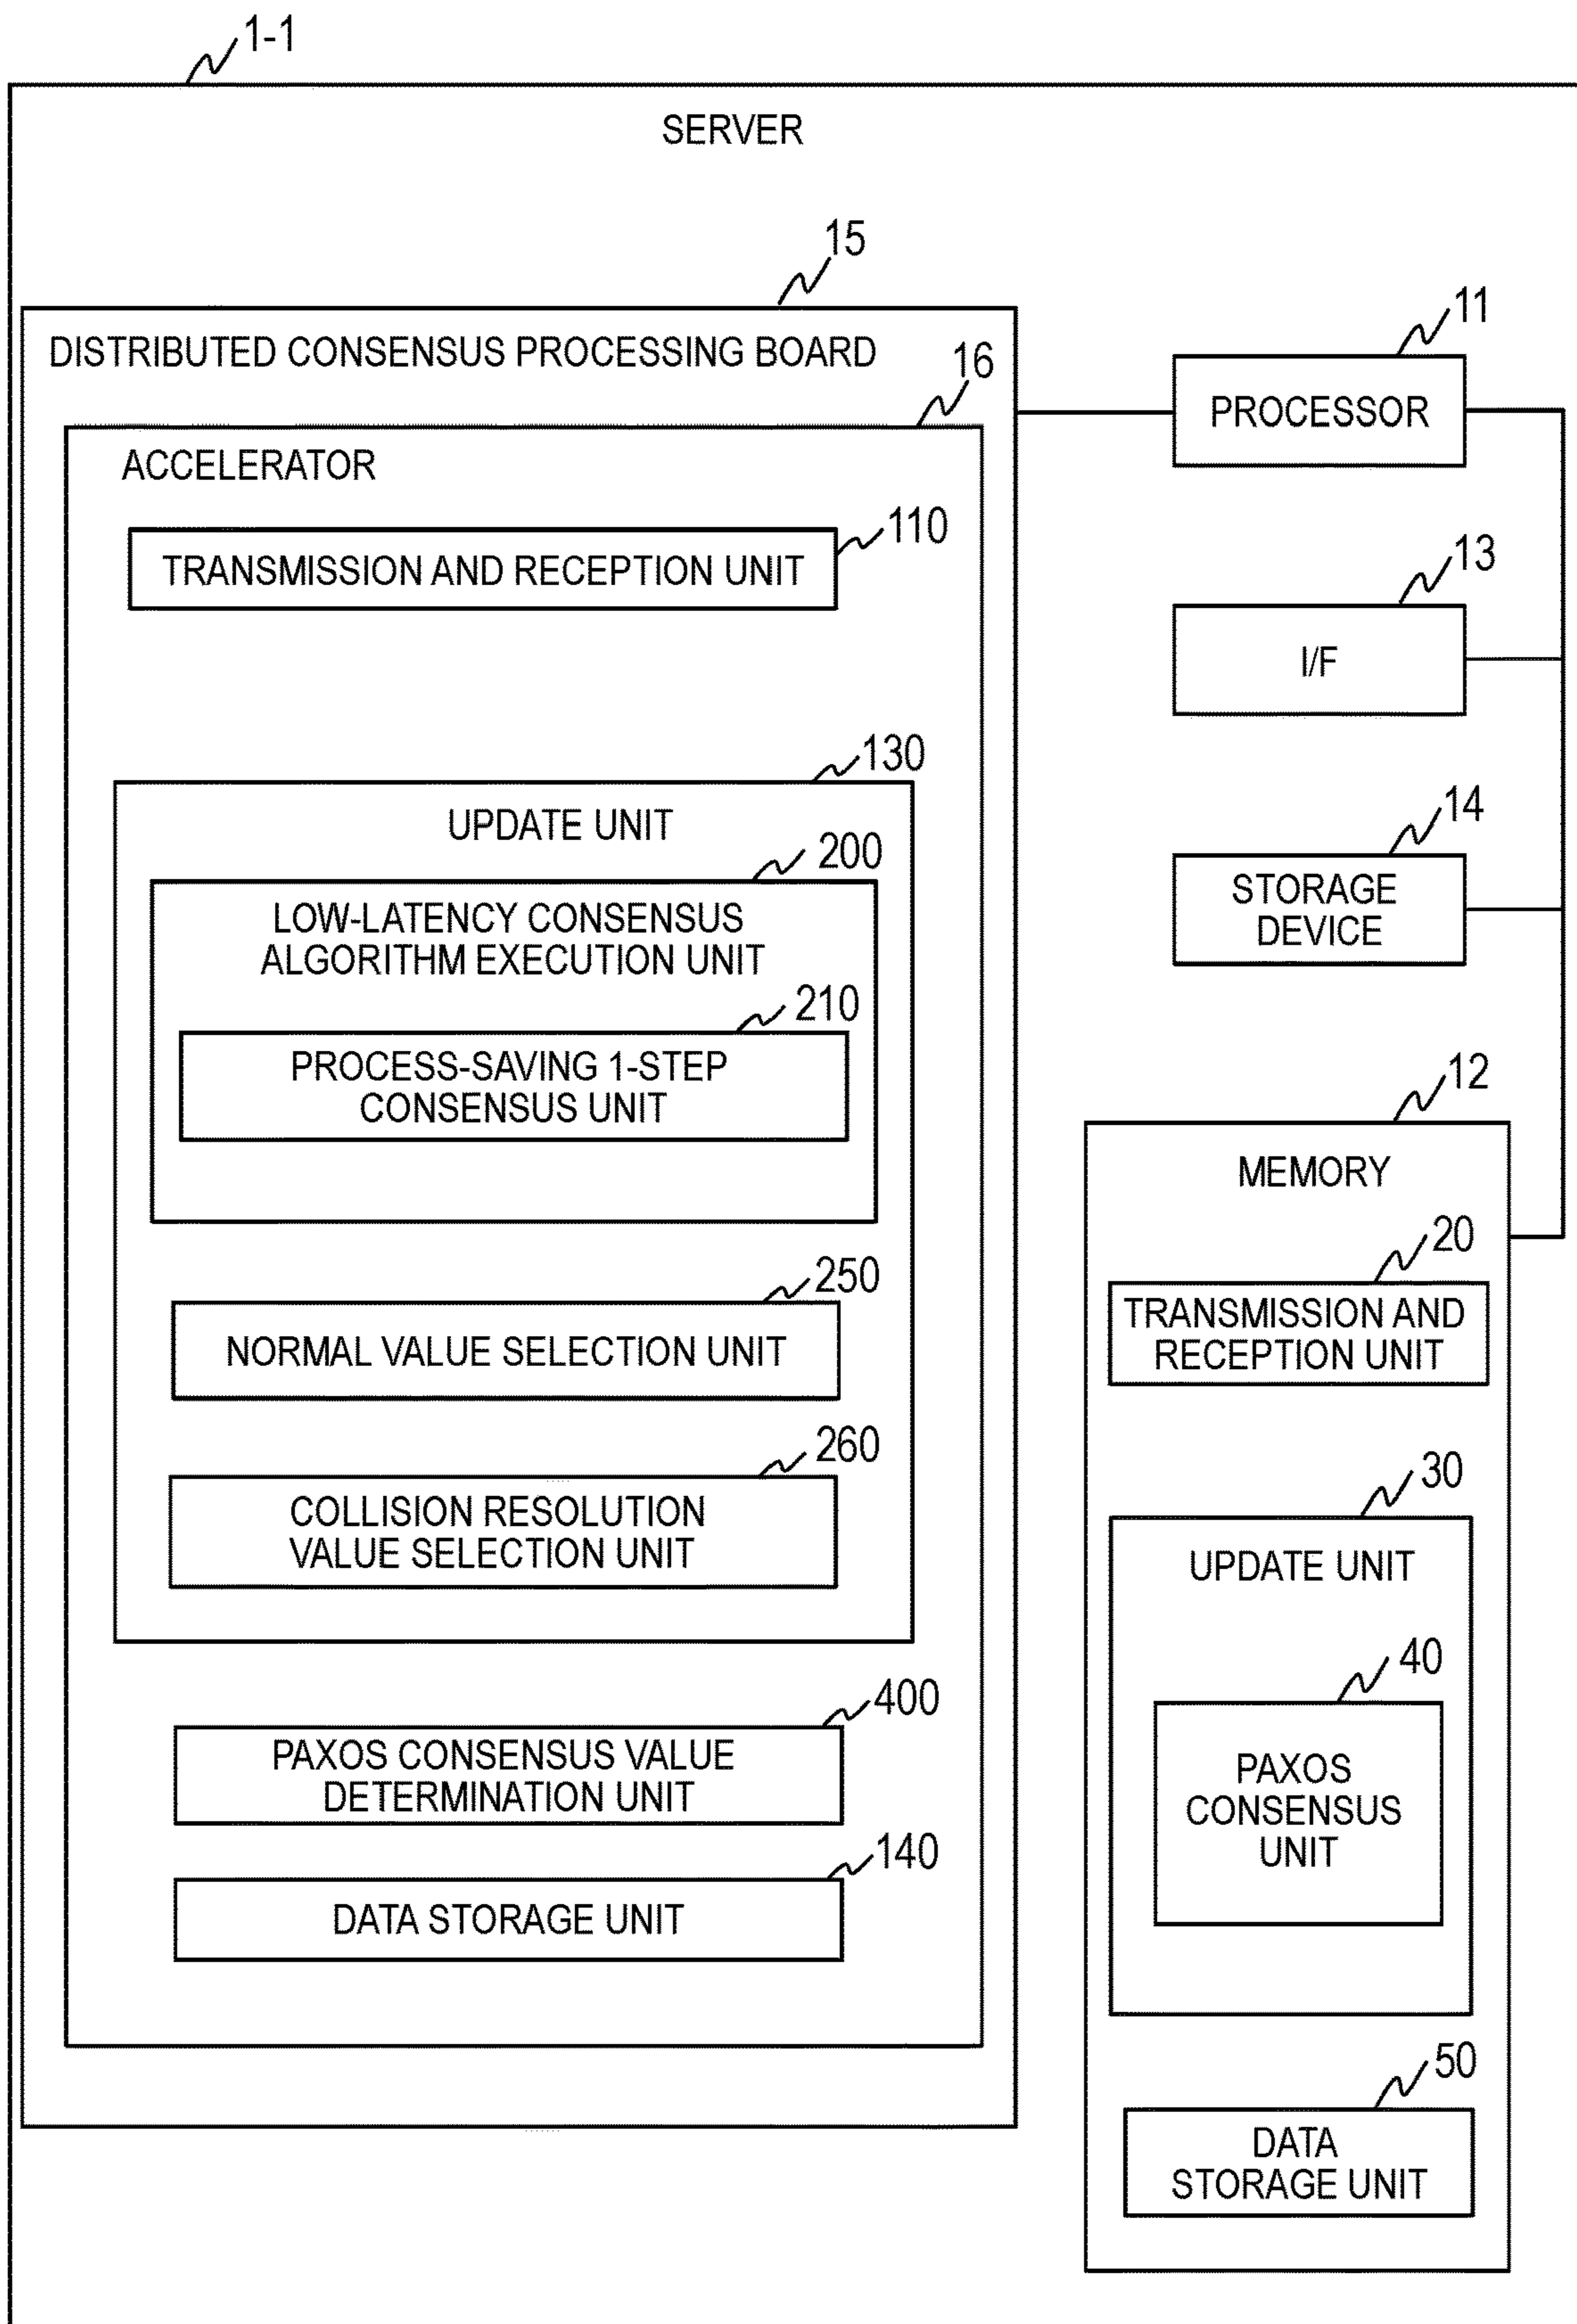 1-1
SERVER
15
DISTRIBUTED CONSENSUS PROCESSING BOARD
16
ACCELERATOR
110
TRANSMISSION AND RECEPTION UNIT
130
UPDATE UNIT
200
LOW-LATENCY CONSENSUS
ALGORITHM EXECUTION UNIT
210
PROCESS-SAVING 1-STEP
CONSENSUS UNIT
250
NORMAL VALUE SELECTION UNIT
260
COLLISION RESOLUTION
VALUE SELECTION UNIT
400
PAXOS CONSENSUS VALUE
DETERMINATION UNIT
140
DATA STORAGE UNIT
11
PROCESSOR
13
I/F
14
STORAGE
DEVICE
12
MEMORY
20
TRANSMISSION AND
RECEPTION UNIT
30
UPDATE UNIT
40
PAXOS
CONSENSUS
UNIT
50
DATA
STORAGE UNIT